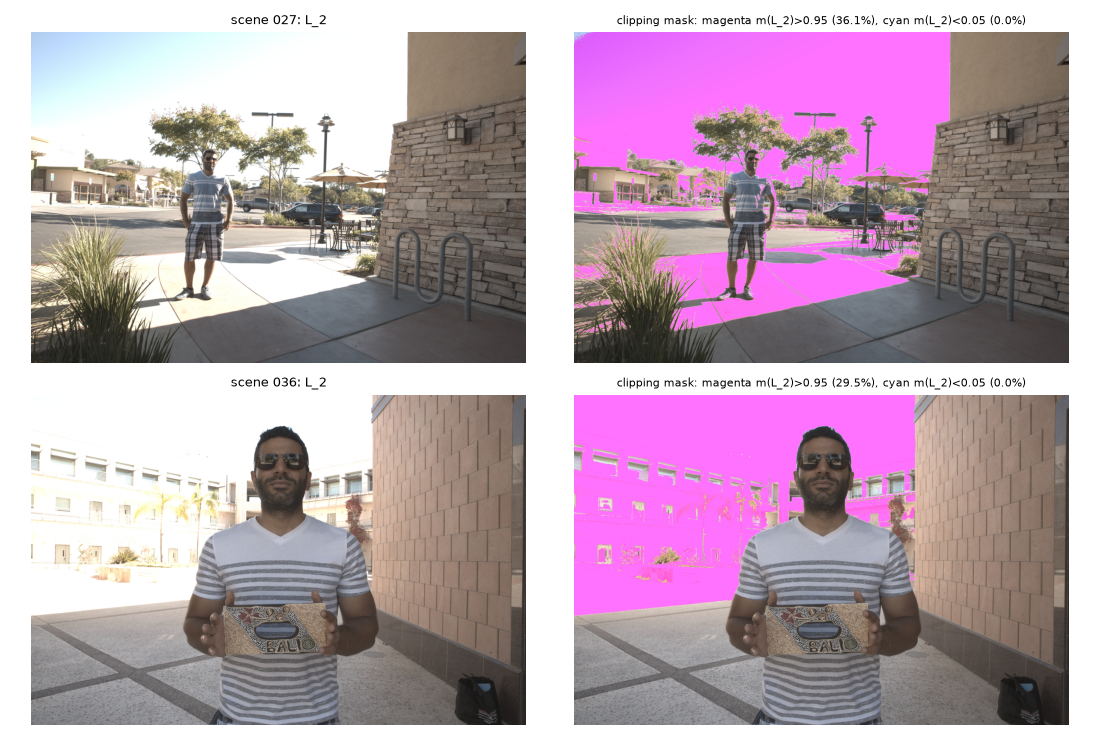 scene 027: L_2
clipping mask: magenta m(L_2)>0.95 (36.1%), cyan m(L_2)<0.05 (0.0%)
scene 036: L_2
clipping mask: magenta m(L_2)>0.95 (29.5%), cyan m(L_2)<0.05 (0.0%)
BALI
BALI